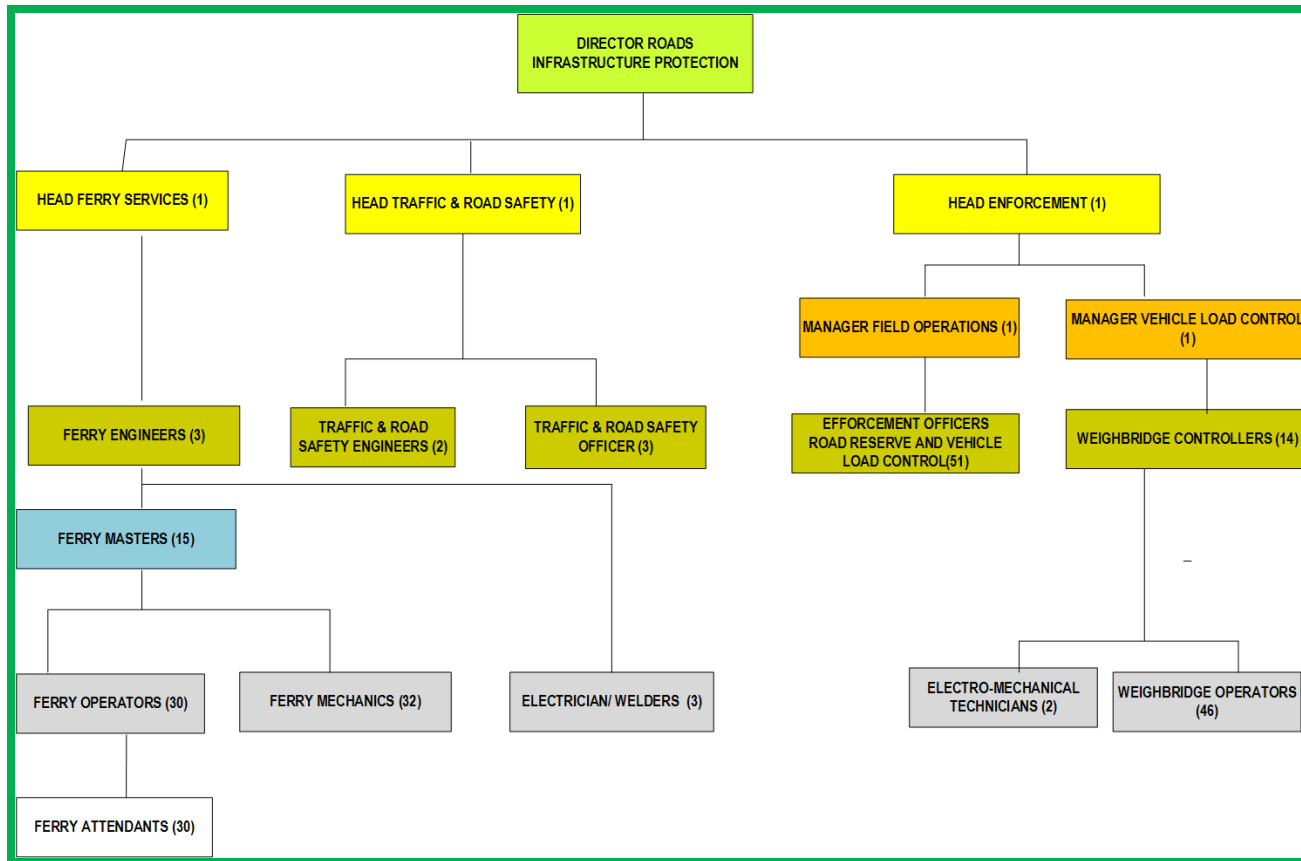 DIRECTOR ROADS
INFRASTRUCTURE PROTECTION
HEAD FERRY SERVICES (1)
HEAD TRAFFIC & ROAD SAFETY (1)
HEAD ENFORCEMENT (1)
MANAGER FIELD OPERATIONS (1)
MANAGER VEHICLE LOAD CONTROL
(1)
FERRY ENGINEERS (3)
TRAFFIC & ROAD
SAFETY ENGINEERS (2)
TRAFFIC & ROAD SAFETY
OFFICER (3)
EFFORCEMENT OFFICERS
ROAD RESERVE AND VEHICLE
LOAD CONTROL(51)
WEIGHBRIDGE CONTROLLERS (14)
FERRY MASTERS (15)
–
FERRY OPERATORS (30)
FERRY MECHANICS (32)
ELECTRICIAN/ WELDERS (3)
ELECTRO-MECHANICAL
TECHNICIANS (2)
WEIGHBRIDGE OPERATORS
(46)
FERRY ATTENDANTS (30)